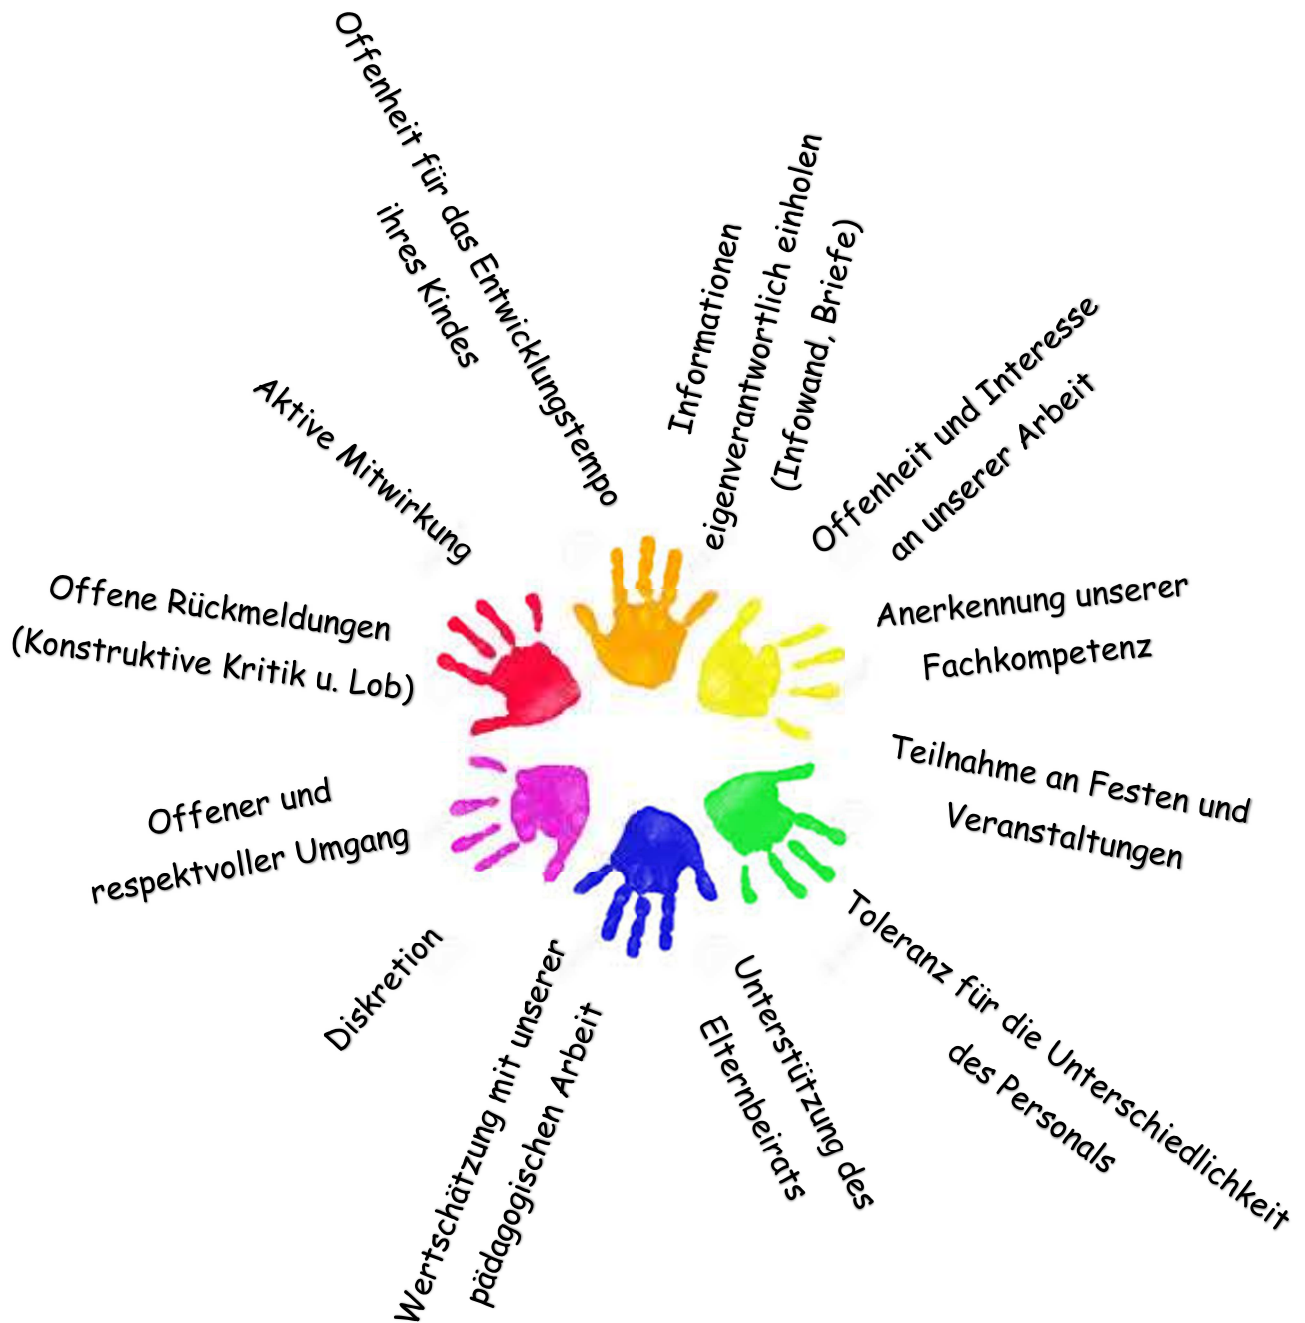 Offenheit für das Entwicklungstempo
ihres Kindes
Informationen
eigenverantwortlich einholen
(Infowand, Briefe)
Offenheit und Interesse
an unserer Arbeit
Anerkennung unserer
Fachkompetenz
Teilnahme an Festen und
Veranstaltungen
Toleranz für die Unterschiedlichkeit
des Personals
Unterstützung des
Elternbeirats
Wertschätzung mit unserer
pädagogischen Arbeit
Diskretion
Offener und
respektvoller Umgang
Offene Rückmeldungen
(Konstruktive Kritik u. Lob)
Aktive Mitwirkung